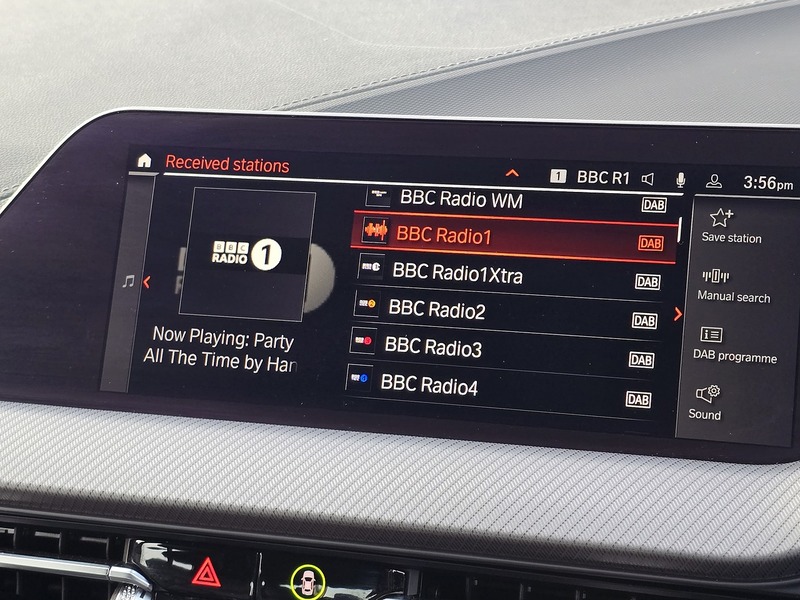 Received stations
1 BBC R1
3:56pm
BBC RADIO 1
Now Playing: Party
All The Time by Har
BBC Radio WM DAB
BBC Radio1 DAB
BBC Radio1Xtra DAB
BBC Radio2 DAB
BBC Radio3 DAB
BBC Radio4 DAB
Save station
Manual search
DAB programme
Sound